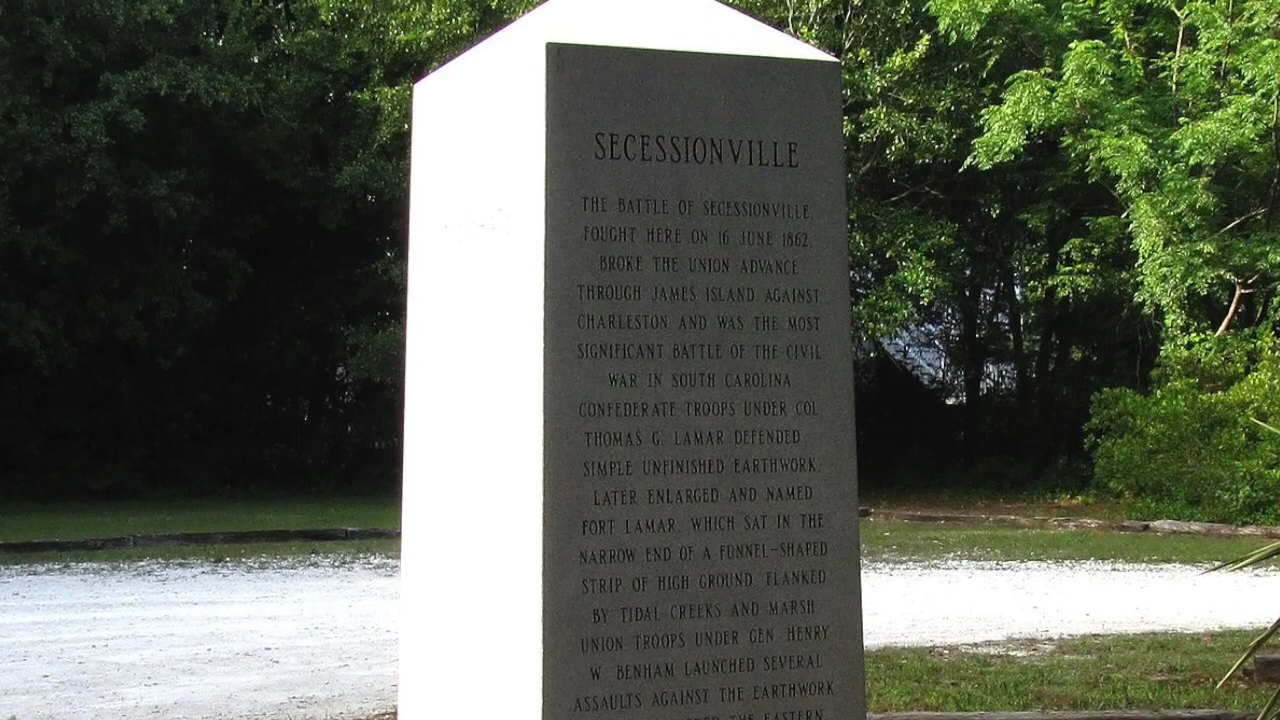 SECESSIONVILLE
THE BATTLE OF SECESSIONVILLE,
FOUGHT HERE ON 16 JUNE 1862,
BROKE THE UNION ADVANCE
THROUGH JAMES ISLAND AGAINST
CHARLESTON AND WAS THE MOST
SIGNIFICANT BATTLE OF THE CIVIL
WAR IN SOUTH CAROLINA.
CONFEDERATE TROOPS UNDER COL
THOMAS G. LAMAR DEFENDED
SIMPLE UNFINISHED EARTHWORK,
LATER ENLARGED AND NAMED
FORT LAMAR, WHICH SAT IN THE
NARROW END OF A FUNNEL-SHAPED
STRIP OF HIGH GROUND FLANKED
BY TIDAL CREEKS AND MARSH
UNION TROOPS UNDER GEN. HENRY
W. BENHAM LAUNCHED SEVERAL
ASSAULTS AGAINST THE EARTHWORK
THE EASTERN